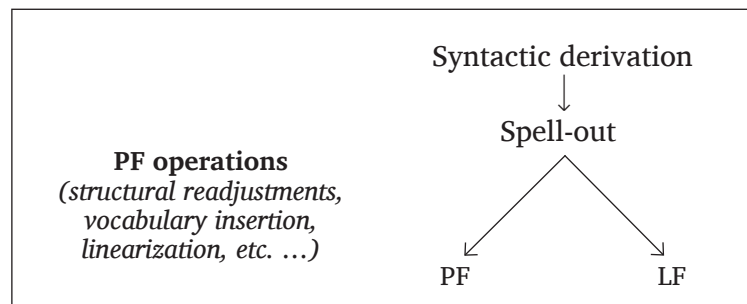 Syntactic derivation
Spell-out
PF operations
(structural readjustments,
vocabulary insertion,
linearization, etc. …)
PF
LF